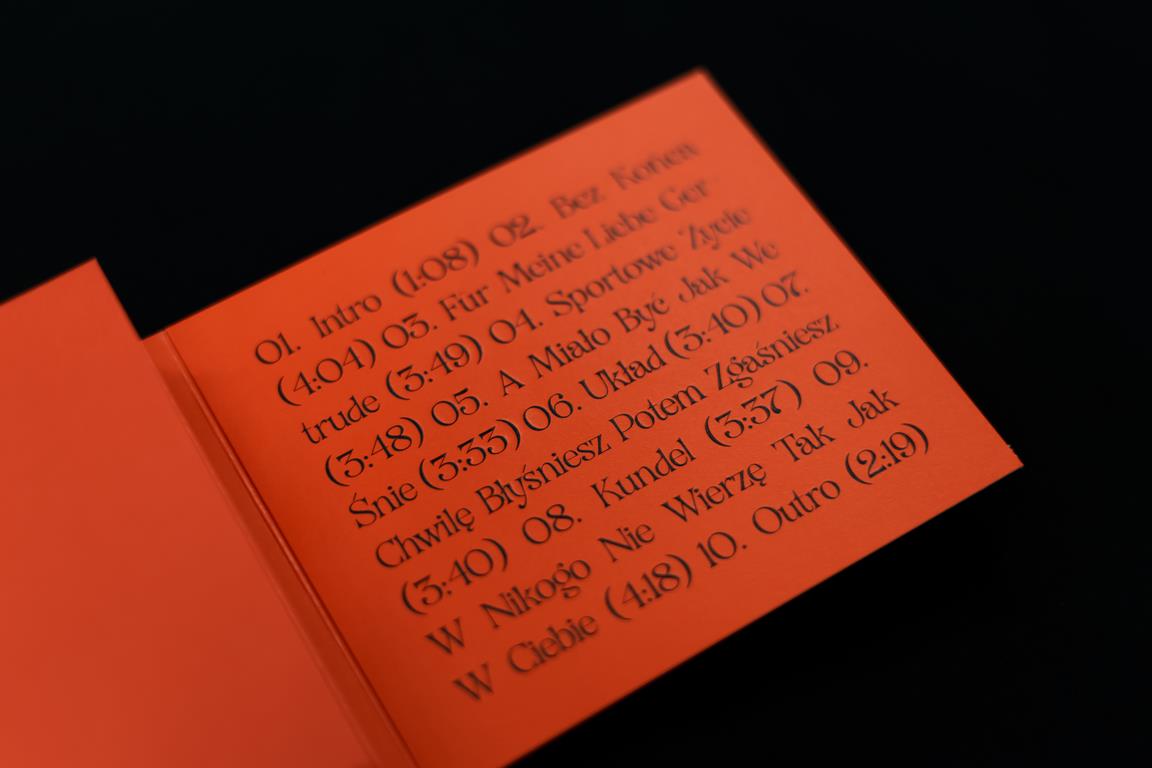 01. Intro (1:08) 02. Bez Końca
(4:04) 03. Für Meine Liebe Ger
trude (3:49) 04. Sportowe Życie
(3:48) 05. A Miało Być Jak We
Śnie (3:33) 06. Układ (3:40) 07.
Chwilę Błyśniesz Potem Zgaśniesz
(3:40) 08. Kundel (3:37) 09.
W Nikogo Nie Wierzę Tak Jak
W Ciebie (4:18) 10. Outro (2:19)